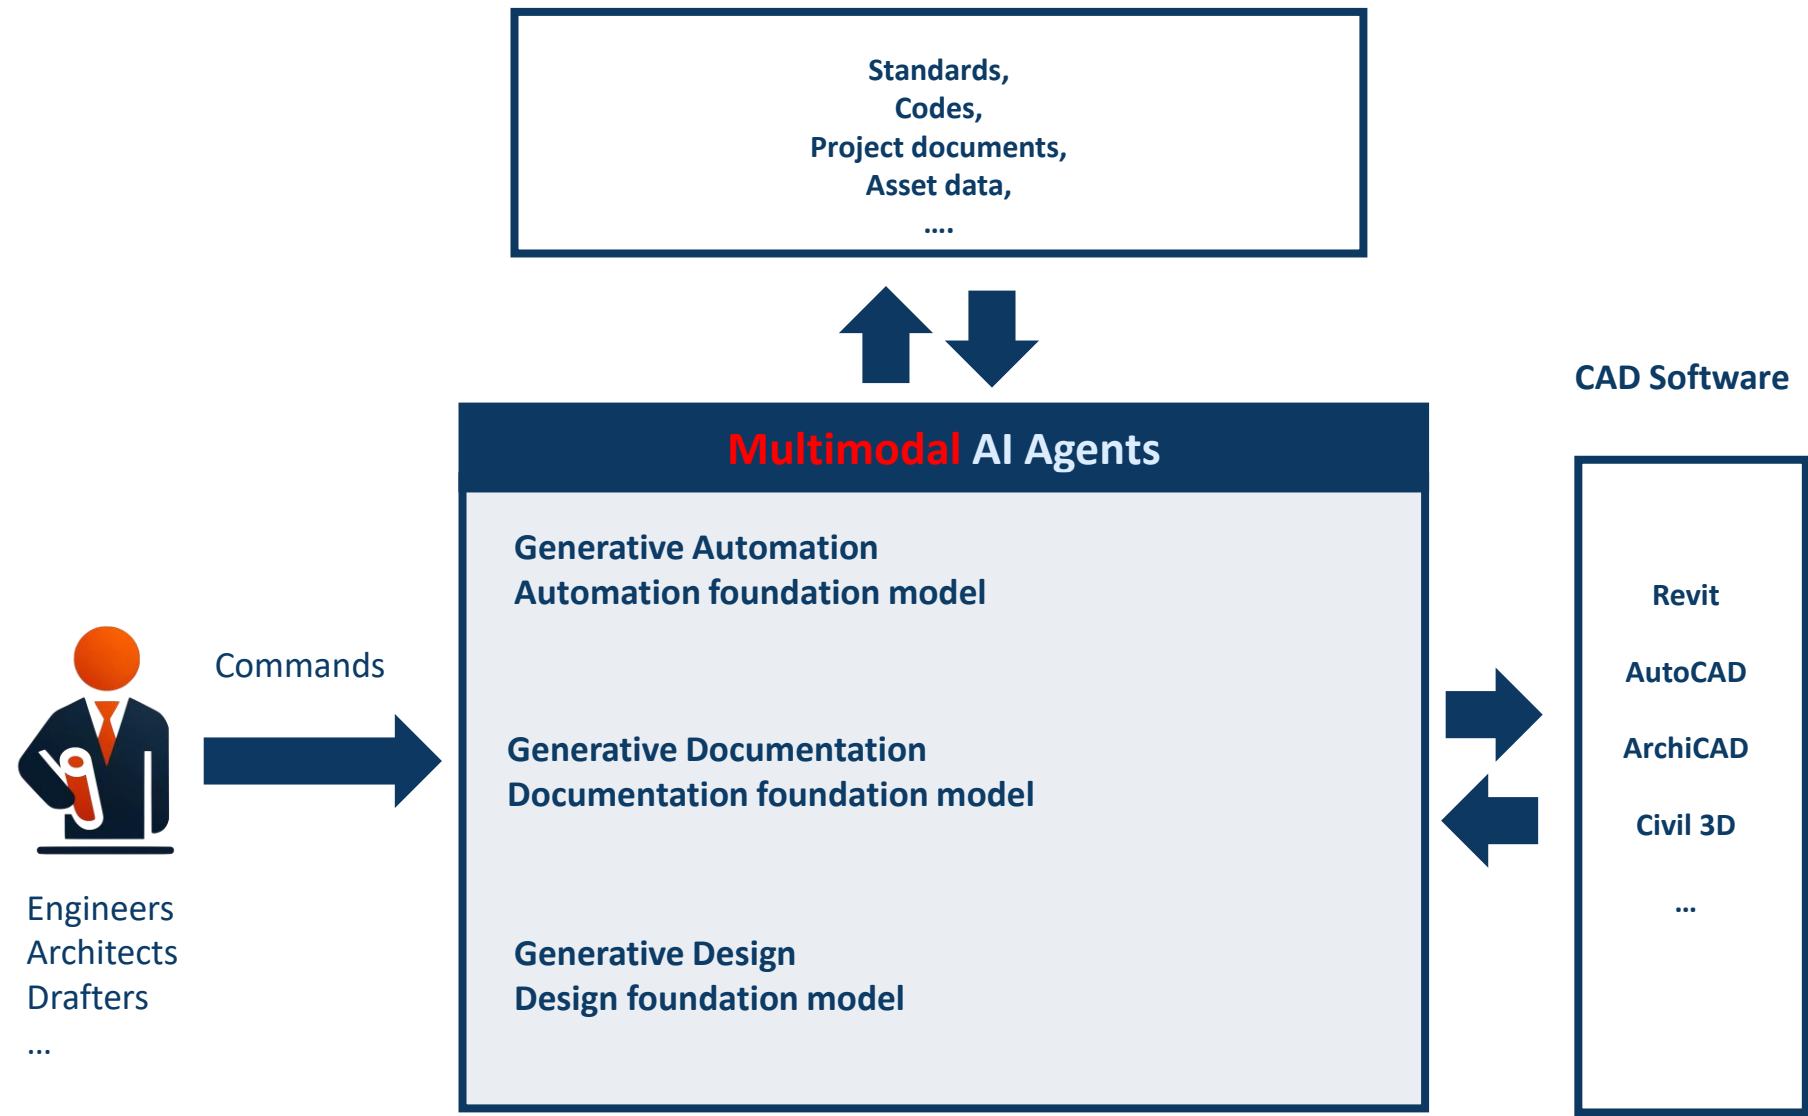 Standards,
Codes,
Project documents,
Asset data,
....
CAD Software
Multimodal AI Agents
Generative Automation
Automation foundation model
Generative Documentation
Documentation foundation model
Generative Design
Design foundation model
Commands
Engineers
Architects
Drafters
...
Revit
AutoCAD
ArchiCAD
Civil 3D
...